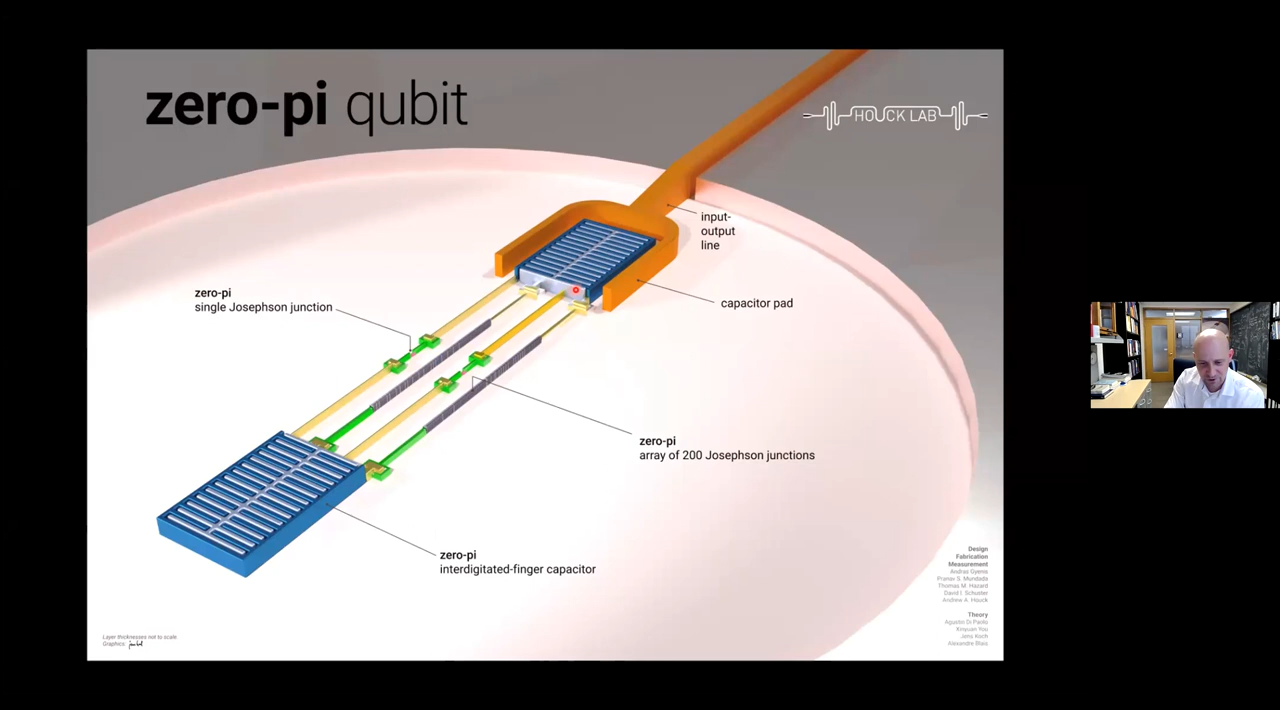 zero-pi qubit
HOUCK LAB
input-
output
line
capacitor pad
zero-pi
single Josephson junction
zero-pi
array of 200 Josephson junctions
zero-pi
interdigitated-finger capacitor
Design
Fabrication
Measurement
Andras Gyenis
Pranav S. Mundada
Thomas M. Hazard
David I. Schuster
Andrew A. Houck
Theory
Agustin Di Paolo
Xinyuan You
Jens Koch
Alexandre Blais
Layer thicknesses not to scale
Graphics: